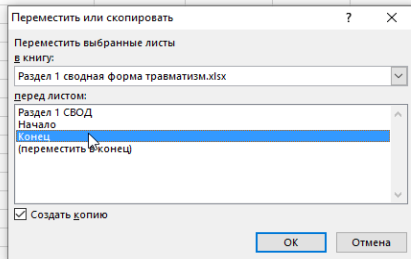 Переместить или скопировать ? ×
Переместить выбранные листы
в книгу:
Раздел 1 сводная форма травматизм.xlsx
перед листом:
Раздел 1 СВОД
Начало
Конец
(переместить в конец)
Создать копию
ОК Отмена